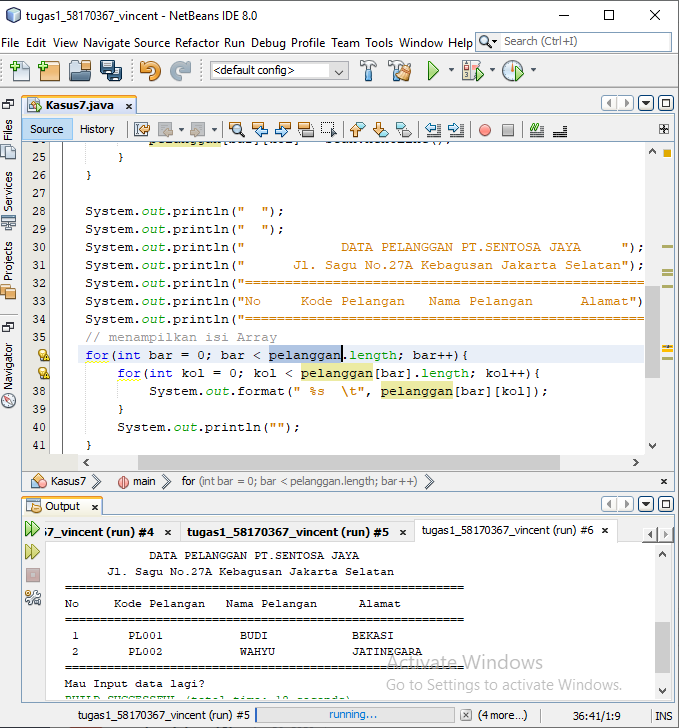 tugas1_58170367_vincent - NetBeans IDE 8.0
File Edit View Navigate Source Refactor Run Debug Profile Team Tools Window Help
Search (Ctrl+I)
<default config>
Kasus7.java
Source History
Files
Services
Projects
Navigator
25 }
26 }
27
28 System.out.println("  ");
29 System.out.println("  ");
30 System.out.println("            DATA PELANGGAN PT.SENTOSA JAYA     ");
31 System.out.println("      Jl. Sagu No.27A Kebagusan Jakarta Selatan");
32 System.out.println("==================================================
33 System.out.println("No     Kode Pelangan   Nama Pelangan      Alamat")
34 System.out.println("==================================================
35 // menampilkan isi Array
for(int bar = 0; bar < pelanggan.length; bar++){
for(int kol = 0; kol < pelanggan[bar].length; kol++){
38 System.out.format(" %s  \t", pelanggan[bar][kol]);
39 }
40 System.out.println("");
41 }
Kasus7 main for (int bar = 0; bar < pelanggan.length; bar++)
Output
57_vincent (run) #4 tugas1_58170367_vincent (run) #5 tugas1_58170367_vincent (run) #6
DATA PELANGGAN PT.SENTOSA JAYA
Jl. Sagu No.27A Kebagusan Jakarta Selatan
=========================================================
No     Kode Pelangan   Nama Pelangan      Alamat
=========================================================
1       PL001           BUDI            BEKASI
2       PL002           WAHYU           JATINEGARA
=========================================================
Mau Input data lagi?
BUILD SUCCESSFUL (total time: 19 seconds)
Activate Windows
Go to Settings to activate Windows.
tugas1_58170367_vincent (run) #5 running... (4 more...) 36:41/1:9 INS